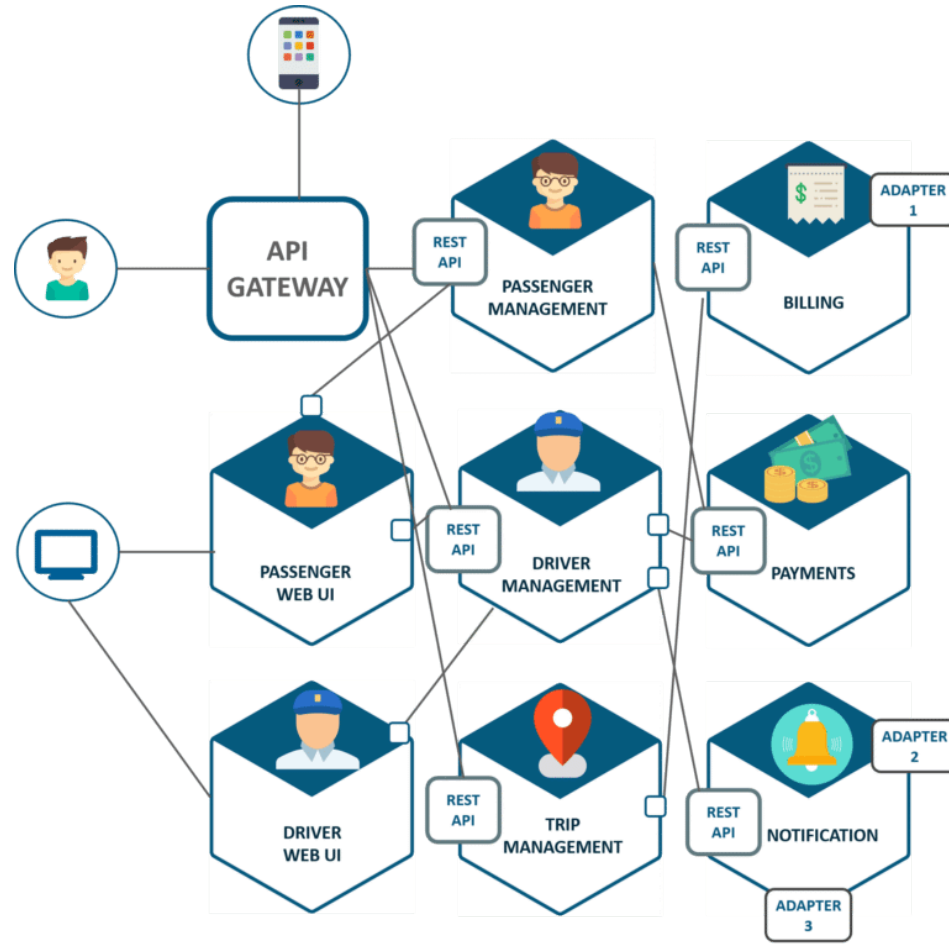 API
GATEWAY
REST
API
PASSENGER
MANAGEMENT
REST
API
BILLING
ADAPTER
1
PASSENGER
WEB UI
REST
API
DRIVER
MANAGEMENT
REST
API
PAYMENTS
DRIVER
WEB UI
REST
API
TRIP
MANAGEMENT
REST
API
NOTIFICATION
ADAPTER
2
ADAPTER
3